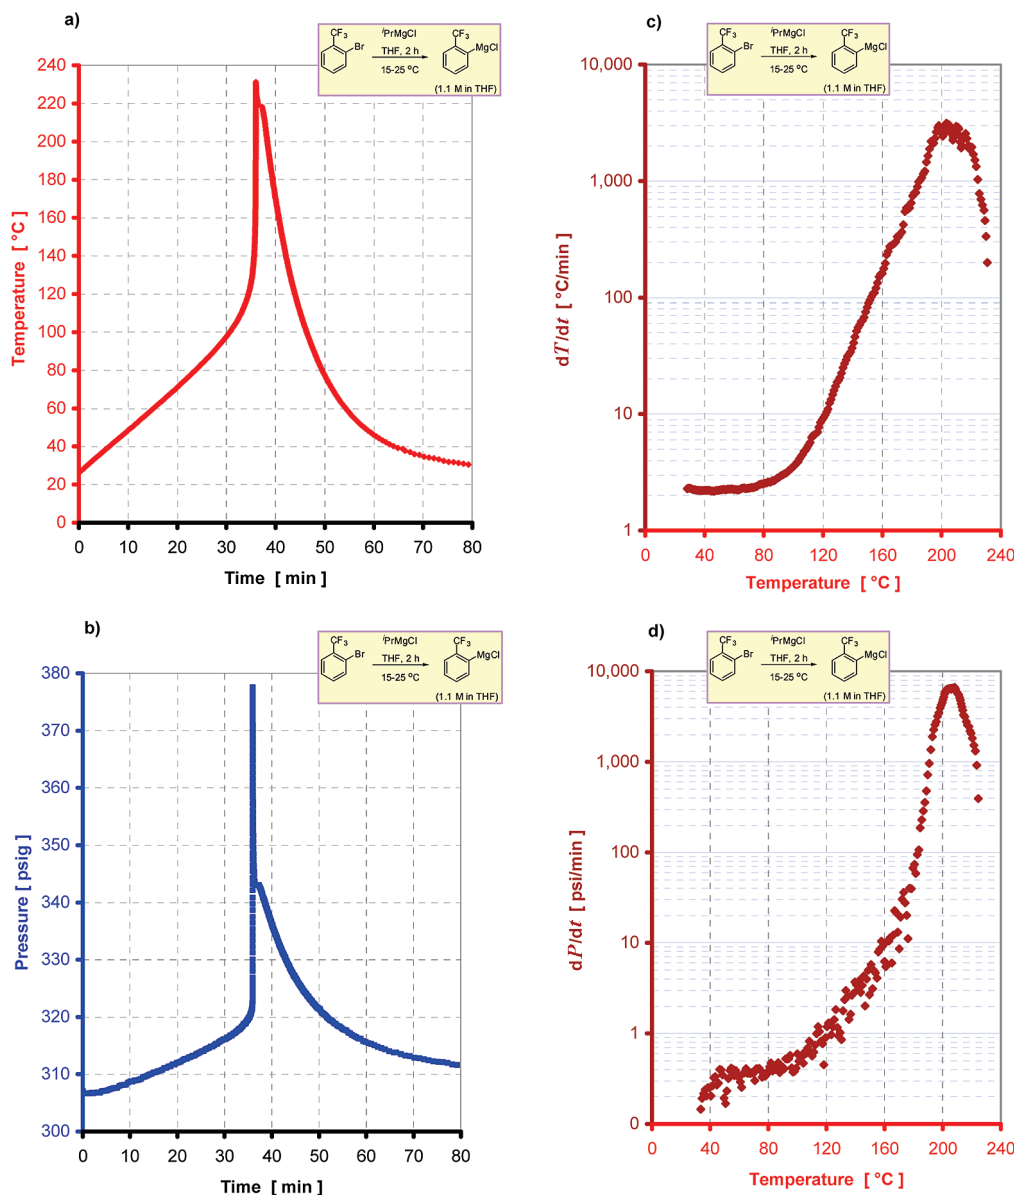 a)
CF3
Br
iPrMgCl
THF, 2 h
15-25 ºC
CF3
MgCl
(1.1 M in THF)
Temperature [ °C]
240
220
200
180
160
140
120
100
80
60
40
20
0
0 10 20 30 40 50 60 70 80
Time [ min ]
c)
CF3
Br
iPrMgCl
THF, 2 h
15-25 ºC
CF3
MgCl
(1.1 M in THF)
dT/dt [°C/min]
10,000
1,000
100
10
1
0 40 80 120 160 200 240
Temperature [ °C]
b)
CF3
Br
iPrMgCl
THF, 2 h
15-25 ºC
CF3
MgCl
(1.1 M in THF)
Pressure [ psig]
380
370
360
350
340
330
320
310
300
0 10 20 30 40 50 60 70 80
Time [ min ]
d)
CF3
Br
iPrMgCl
THF, 2 h
15-25 ºC
CF3
MgCl
(1.1 M in THF)
dP/dt [ psi/min]
10,000
1,000
100
10
1
0
0 40 80 120 160 200 240
Temperature [ °C]